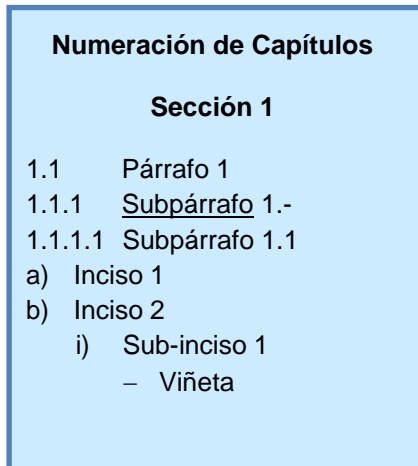 Numeración de Capítulos
Sección 1
1.1 Párrafo 1
1.1.1 Subpárrafo 1.-
1.1.1.1 Subpárrafo 1.1
a) Inciso 1
b) Inciso 2
i) Sub-inciso 1
– Viñeta